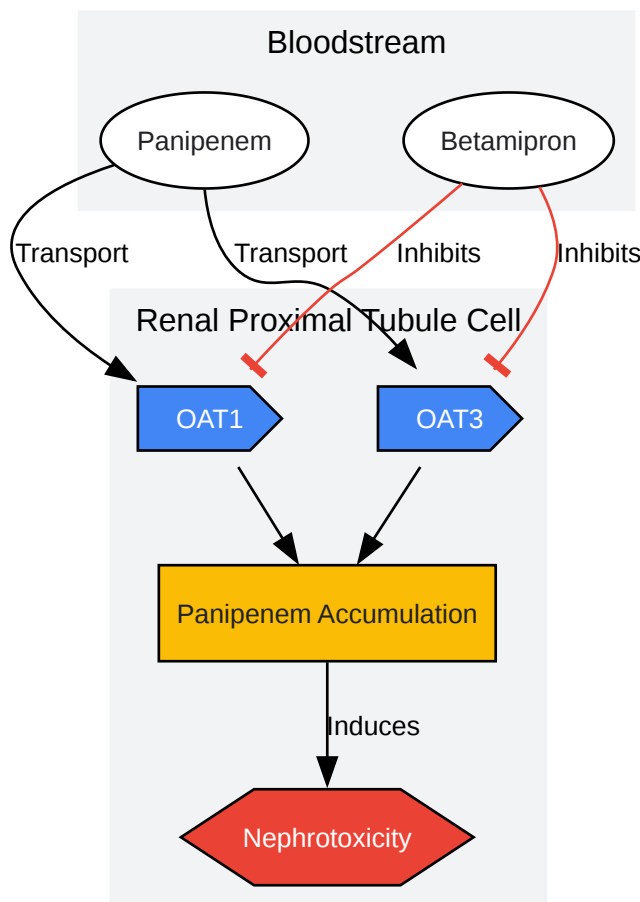 Bloodstream
Panipenem
Betamipron
Transport
Transport
Inhibits
Inhibits
Renal Proximal Tubule Cell
OAT1
OAT3
Panipenem Accumulation
Induces
Nephrotoxicity